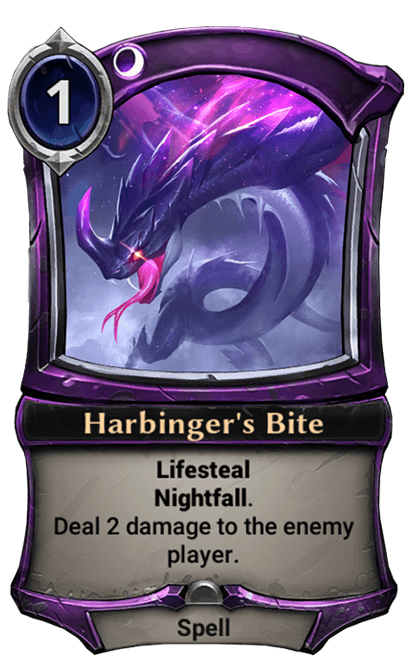 1
Harbinger's Bite
Lifesteal
Nightfall.
Deal 2 damage to the enemy
player.
Spell